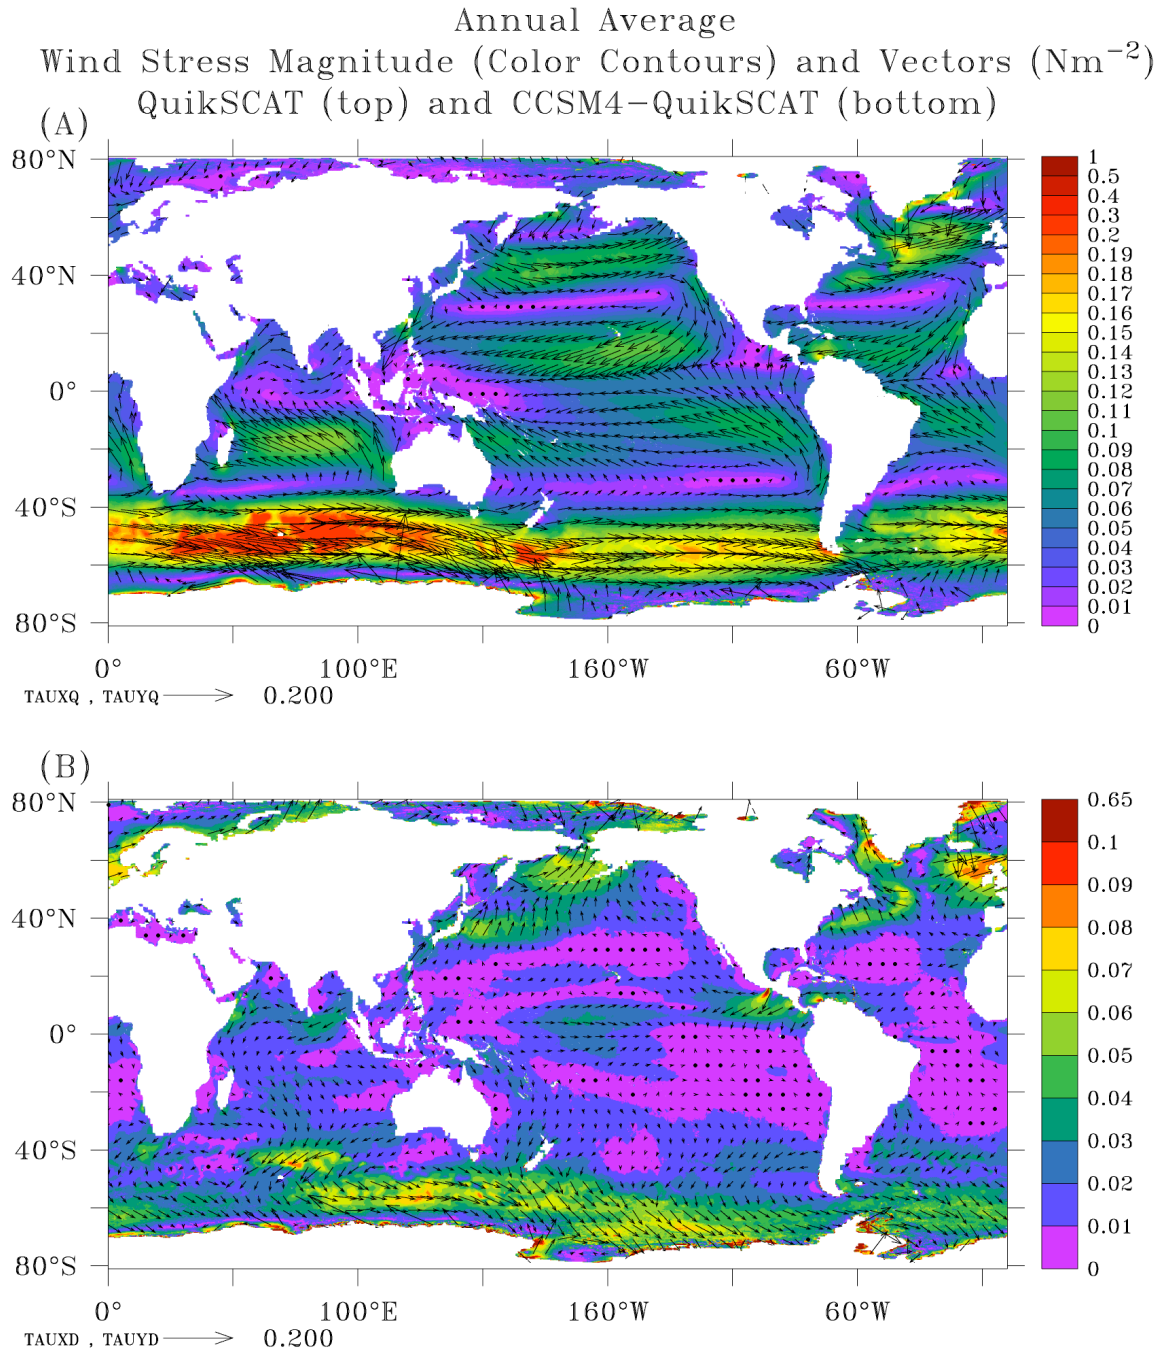 Annual Average
Wind Stress Magnitude (Color Contours) and Vectors (Nm⁻²)
QuikSCAT (top) and CCSM4−QuikSCAT (bottom)
(A)
80°N
40°N
0°
40°S
80°S
0° 100°E 160°W 60°W
TAUXQ , TAUYQ 0.200
1
0.5
0.4
0.3
0.2
0.19
0.18
0.17
0.16
0.15
0.14
0.13
0.12
0.11
0.1
0.09
0.08
0.07
0.06
0.05
0.04
0.03
0.02
0.01
0
(B)
80°N
40°N
0°
40°S
80°S
0° 100°E 160°W 60°W
TAUXD , TAUYD 0.200
0.65
0.1
0.09
0.08
0.07
0.06
0.05
0.04
0.03
0.02
0.01
0